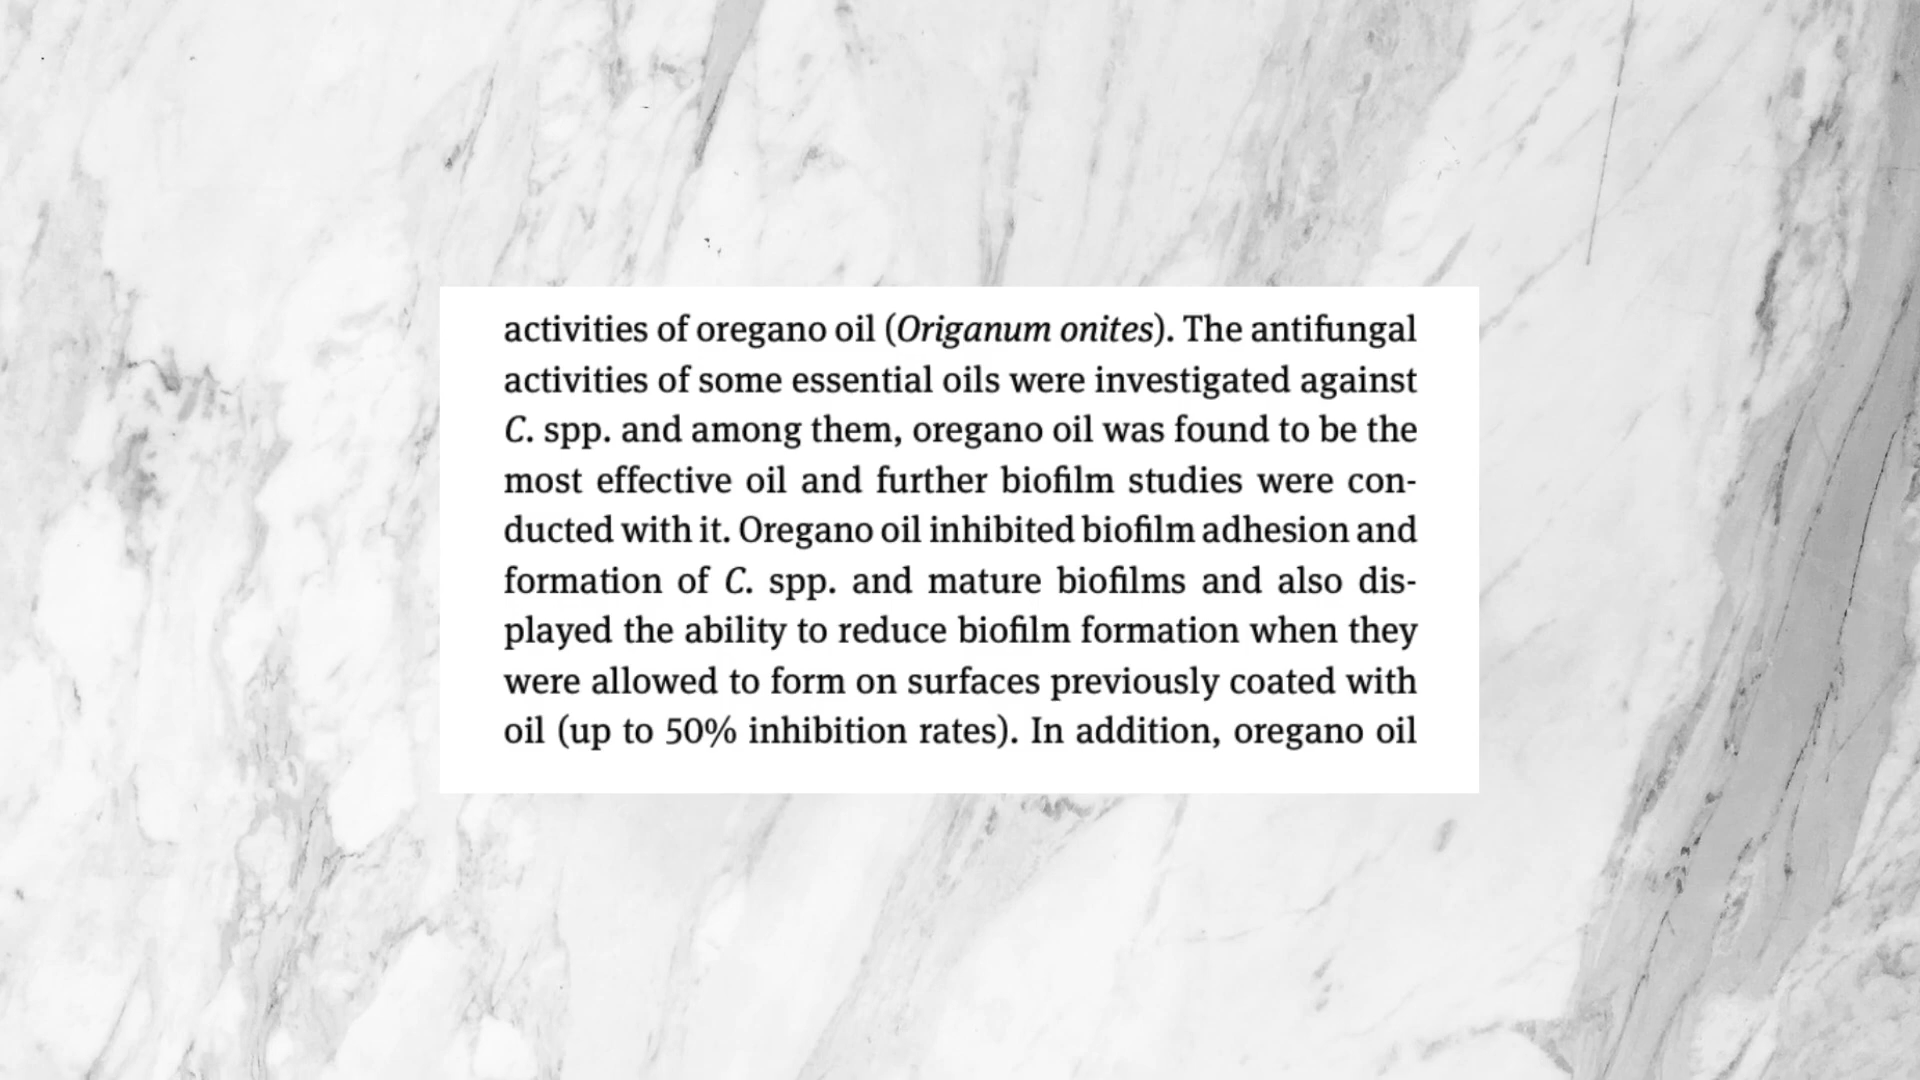 activities of oregano oil (Origanum onites). The antifungal
activities of some essential oils were investigated against
C. spp. and among them, oregano oil was found to be the
most effective oil and further biofilm studies were con-
ducted with it. Oregano oil inhibited biofilm adhesion and
formation of C. spp. and mature biofilms and also dis-
played the ability to reduce biofilm formation when they
were allowed to form on surfaces previously coated with
oil (up to 50% inhibition rates). In addition, oregano oil